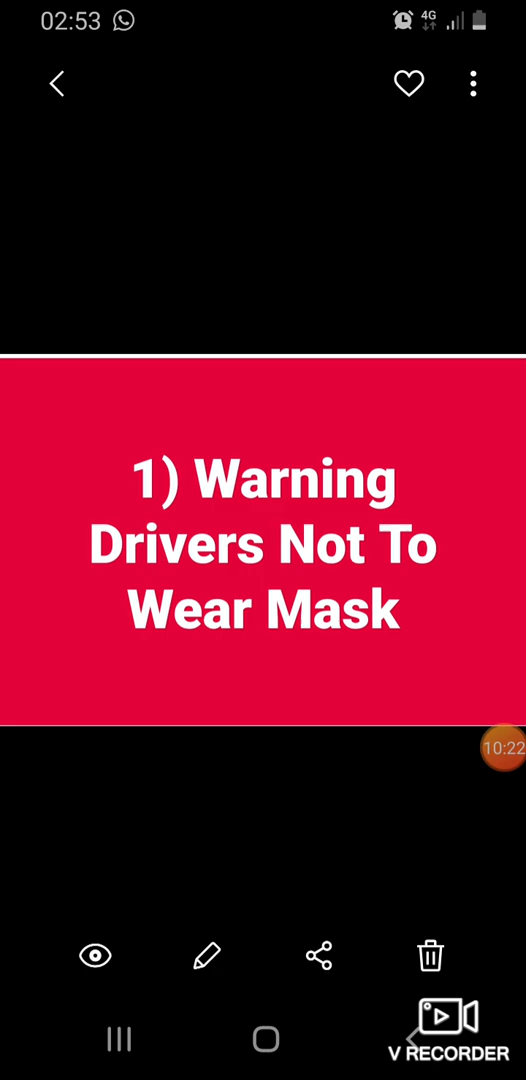 02:53
4G
1) Warning
Drivers Not To
Wear Mask
10:22
V RECORDER